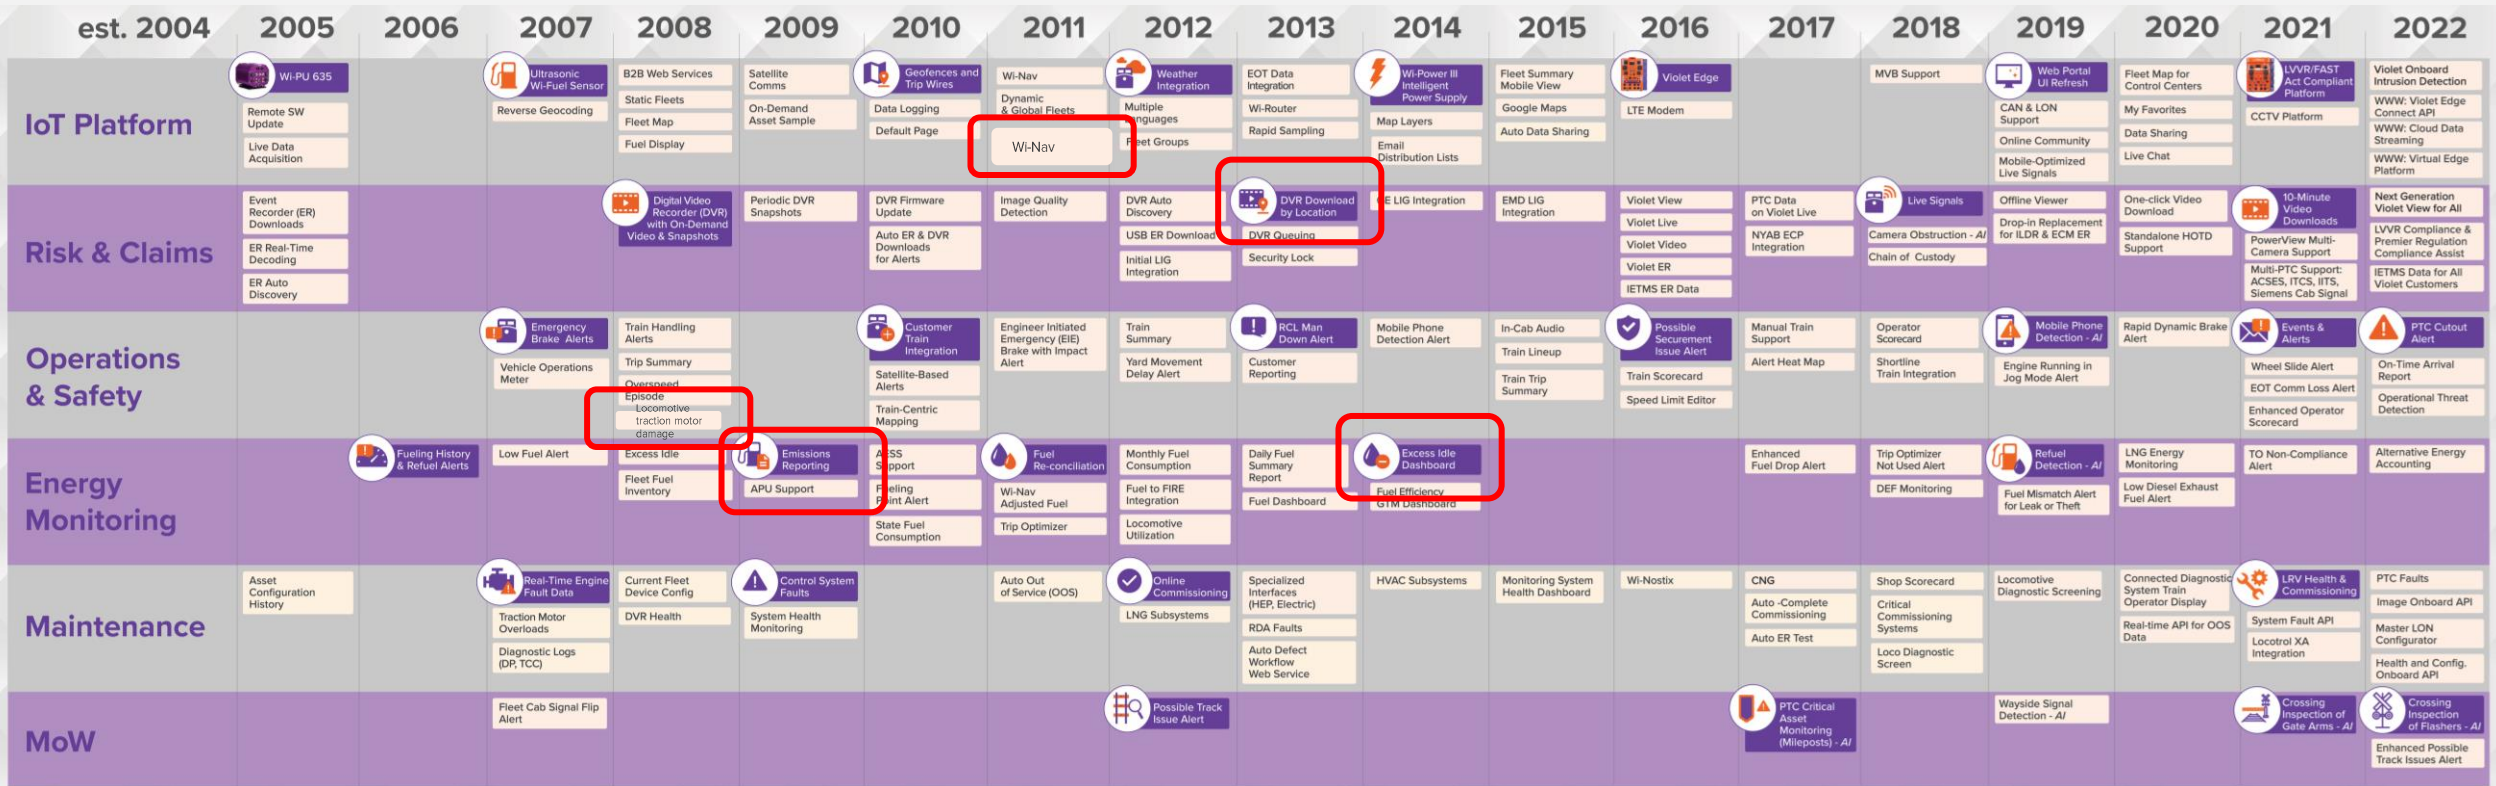 est. 2004 2005 2006 2007 2008 2009 2010 2011 2012 2013 2014 2015 2016 2017 2018 2019 2020 2021 2022
IoT Platform
Wi-PU 635
Remote SW
Update
Live Data
Acquisition
Ultrasonic
Wi-Fuel Sensor
Reverse Geocoding
B2B Web Services
Static Fleets
Fleet Map
Fuel Display
Satellite
Comms
On-Demand
Asset Sample
Geofences and
Trip Wires
Data Logging
Default Page
Wi-Nav
Dynamic
& Global Fleets
Wi-Nav
Weather
Integration
Multiple
Fleet Groups
EOT Data
Integration
Wi-Router
Rapid Sampling
Wi-Power III
Intelligent
Power Supply
Map Layers
Email
Distribution Lists
Fleet Summary
Mobile View
Google Maps
Auto Data Sharing
Violet Edge
LTE Modem
MVB Support
Web Portal
UI Refresh
CAN & LON
Support
Online Community
Mobile-Optimized
Live Signals
Fleet Map for
Control Centers
My Favorites
Data Sharing
Live Chat
LVVR/FAST
Act Compliant
Platform
CCTV Platform
Violet Onboard
Intrusion Detection
WWW: Violet Edge
Connect API
WWW: Cloud Data
Streaming
WWW: Virtual Edge
Platform
Risk & Claims
Event
Recorder (ER)
Downloads
ER Real-Time
Decoding
ER Auto
Discovery
Digital Video
Recorder (DVR)
with On-Demand
Video & Snapshots
Periodic DVR
Snapshots
DVR Firmware
Update
Auto ER & DVR
Downloads
for Alerts
Image Quality
Detection
DVR Auto
Discovery
USB ER Download
Initial LIG
Integration
DVR Download
by Location
DVR Queuing
Security Lock
GE LIG Integration
EMD LIG
Integration
Violet View
Violet Live
Violet Video
Violet ER
IETMS ER Data
PTC Data
on Violet Live
NYAB ECP
Integration
Live Signals
Camera Obstruction - AI
Chain of Custody
Offline Viewer
Drop-in Replacement
for ILDR & ECM ER
One-click Video
Download
Standalone HOTD
Support
10-Minute
Video
Downloads
PowerView Multi-
Camera Support
Multi-PTC Support:
ACSES, ITCS, IITS,
Siemens Cab Signal
Next Generation
Violet View for All
LVVR Compliance &
Premier Regulation
Compliance Assist
IETMS Data for All
Violet Customers
Operations
& Safety
Emergency
Brake Alerts
Vehicle Operations
Meter
Train Handling
Alerts
Trip Summary
Overspeed
Episode
Locomotive
traction motor
damage
Customer
Train
Integration
Satellite-Based
Alerts
Train-Centric
Mapping
Engineer Initiated
Emergency (EIE)
Brake with Impact
Alert
Train
Summary
Yard Movement
Delay Alert
RCL Man
Down Alert
Customer
Reporting
Mobile Phone
Detection Alert
In-Cab Audio
Train Lineup
Train Trip
Summary
Possible
Securement
Issue Alert
Train Scorecard
Speed Limit Editor
Manual Train
Support
Alert Heat Map
Operator
Scorecard
Shortline
Train Integration
Mobile Phone
Detection - AI
Engine Running in
Jog Mode Alert
Rapid Dynamic Brake
Alert
Events &
Alerts
Wheel Slide Alert
EOT Comm Loss Alert
Enhanced Operator
Scorecard
PTC Cutout
Alert
On-Time Arrival
Report
Operational Threat
Detection
Energy
Monitoring
Fueling History
& Refuel Alerts
Low Fuel Alert
Excess Idle
Fleet Fuel
Inventory
Emissions
Reporting
APU Support
AESS
Support
Fueling
Point Alert
State Fuel
Consumption
Fuel
Re-conciliation
Wi-Nav
Adjusted Fuel
Trip Optimizer
Monthly Fuel
Consumption
Fuel to FIRE
Integration
Locomotive
Utilization
Daily Fuel
Summary
Report
Fuel Dashboard
Excess Idle
Dashboard
Fuel Efficiency
GTM Dashboard
Enhanced
Fuel Drop Alert
Trip Optimizer
Not Used Alert
DEF Monitoring
Refuel
Detection - AI
Fuel Mismatch Alert
for Leak or Theft
LNG Energy
Monitoring
Low Diesel Exhaust
Fuel Alert
TO Non-Compliance
Alert
Alternative Energy
Accounting
Maintenance
Asset
Configuration
History
Real-Time Engine
Fault Data
Traction Motor
Overloads
Diagnostic Logs
(DP, TCC)
Current Fleet
Device Config
DVR Health
Control System
Faults
System Health
Monitoring
Auto Out
of Service (OOS)
Online
Commissioning
LNG Subsystems
Specialized
Interfaces
(HEP, Electric)
RDA Faults
Auto Defect
Workflow
Web Service
HVAC Subsystems
Monitoring System
Health Dashboard
Wi-Nostix
CNG
Auto -Complete
Commissioning
Auto ER Test
Shop Scorecard
Critical
Commissioning
Systems
Loco Diagnostic
Screen
Locomotive
Diagnostic Screening
Connected Diagnostic
System Train
Operator Display
Real-time API for OOS
Data
LRV Health &
Commissioning
System Fault API
Locotrol XA
Integration
PTC Faults
Image Onboard API
Master LON
Configurator
Health and Config.
Onboard API
MoW
Fleet Cab Signal Flip
Alert
Possible Track
Issue Alert
PTC Critical
Asset
Monitoring
(Mileposts) - AI
Wayside Signal
Detection - AI
Crossing
Inspection of
Gate Arms - AI
Crossing
Inspection
of Flashers - AI
Enhanced Possible
Track Issues Alert